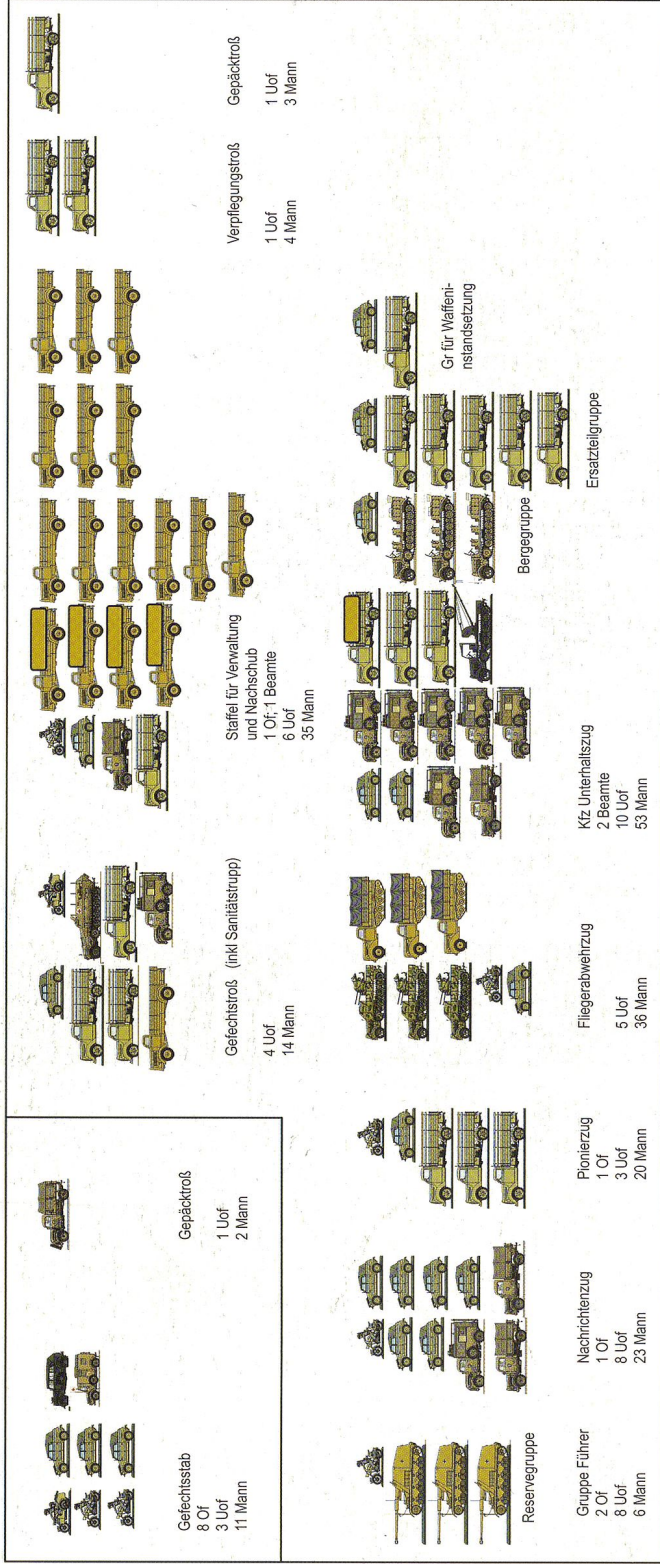 Gefechtsstab
8 Of
3 Uof
11 Mann
Gepäcktroß
1 Uof
2 Mann
Gefechtstroß (inkl Sanitätstrupp)
4 Uof
14 Mann
Staffel für Verwaltung
und Nachschub
1 Of; 1 Beamte
6 Uof
35 Mann
Verpflegungstroß
1 Uof
4 Mann
Gepäcktroß
1 Uof
3 Mann
Reservegruppe
Gruppe Führer
2 Of
8 Uof
6 Mann
Nachrichtenzug
1 Of
8 Uof
23 Mann
Pionierzug
1 Of
3 Uof
20 Mann
Fliegerabwehrzug
5 Uof
36 Mann
Kfz Unterhaltszug
2 Beamte
10 Uof
53 Mann
Bergegruppe
Ersatzteilgruppe
Gr für Waffeni-
nstandsetzung